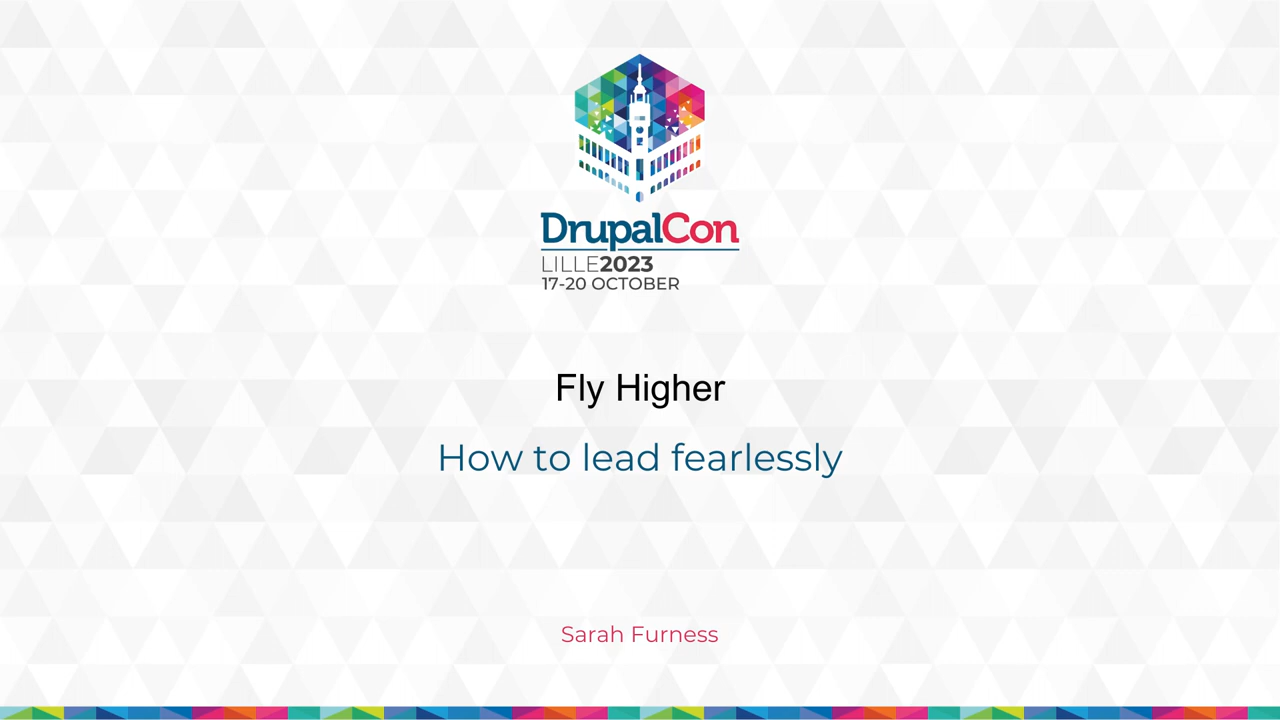 DrupalCon
LILLE2023
17-20 OCTOBER
Fly Higher
How to lead fearlessly
Sarah Furness